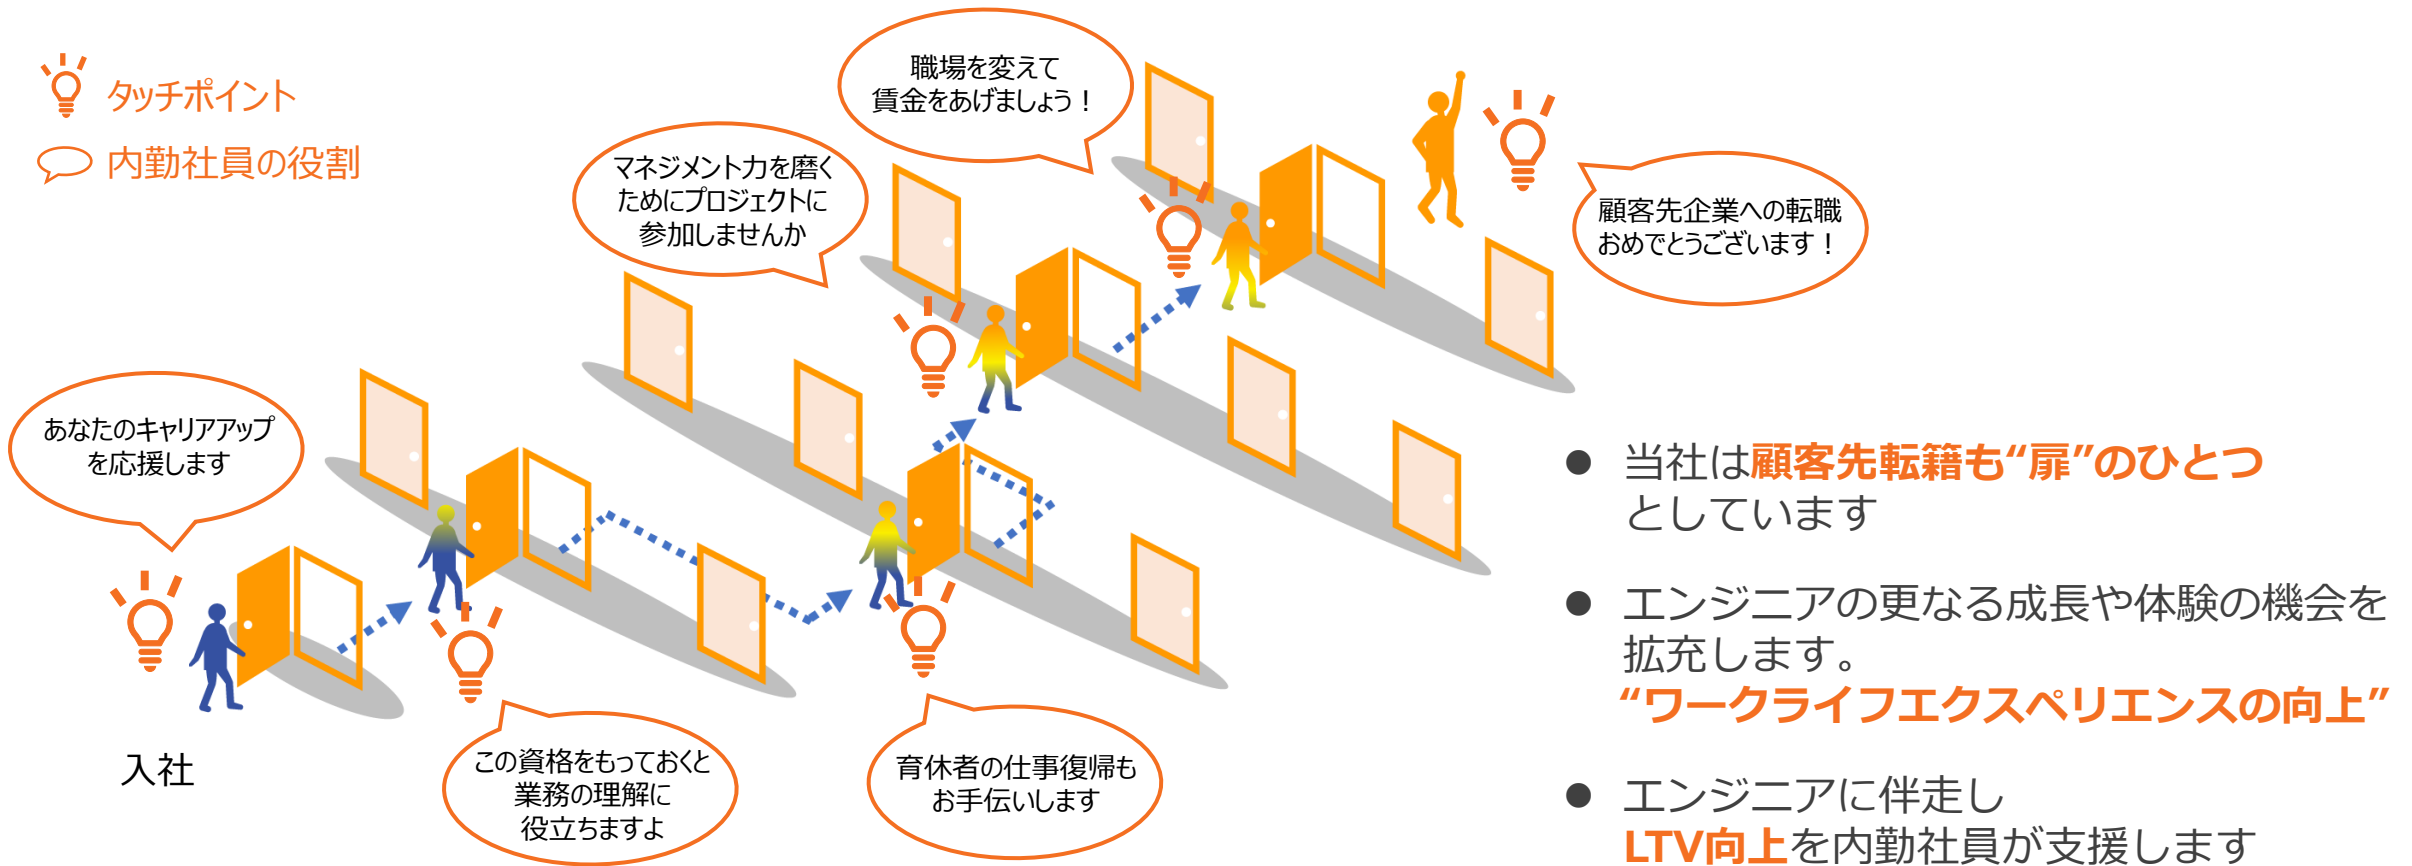 タッチポイント
内勤社員の役割
職場を変えて
賃金をあげましょう！
マネジメント力を磨く
ためにプロジェクトに
参加しませんか
顧客先企業への転職
おめでとうございます！
あなたのキャリアアップ
を応援します
入社
この資格をもっておくと
業務の理解に
役立ちますよ
育休者の仕事復帰も
お手伝いします
● 当社は顧客先転籍も“扉”のひとつ
としています
● エンジニアの更なる成長や体験の機会を
拡充します。
“ワークライフエクスペリエンスの向上”
● エンジニアに伴走し
LTV向上を内勤社員が支援します